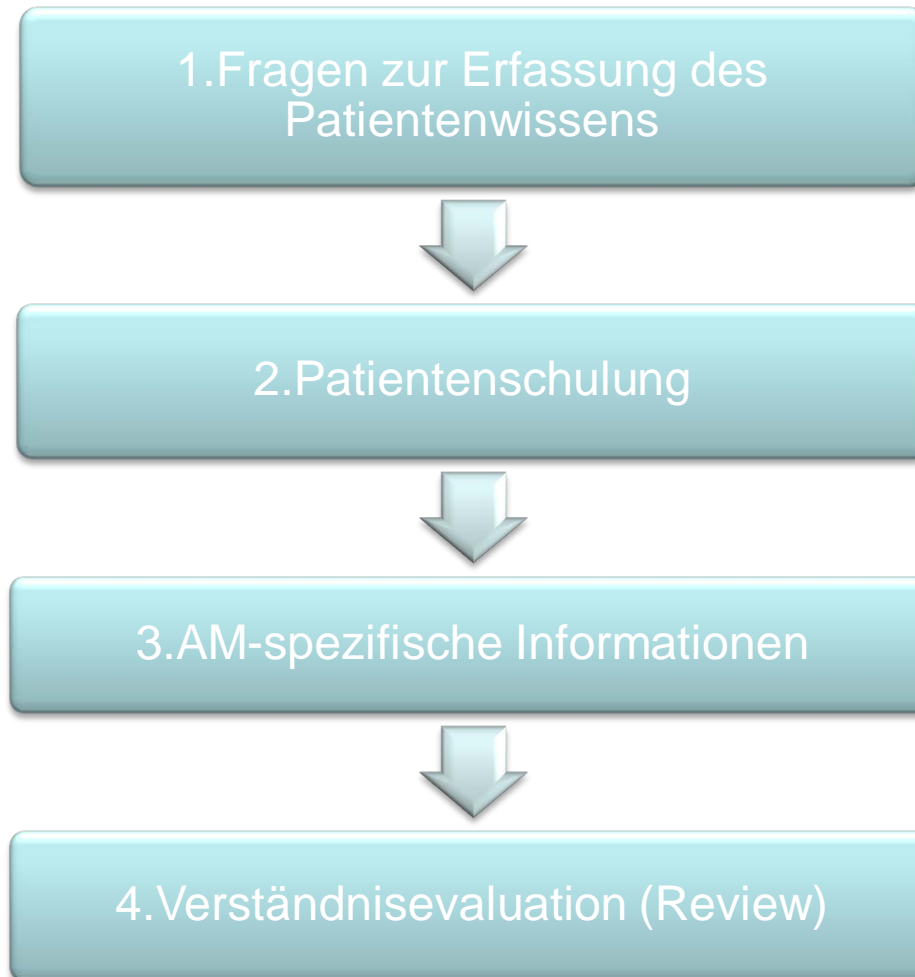 1.Fragen zur Erfassung des
Patientenwissens
2.Patientenschulung
3.AM-spezifische Informationen
4.Verständnisevaluation (Review)